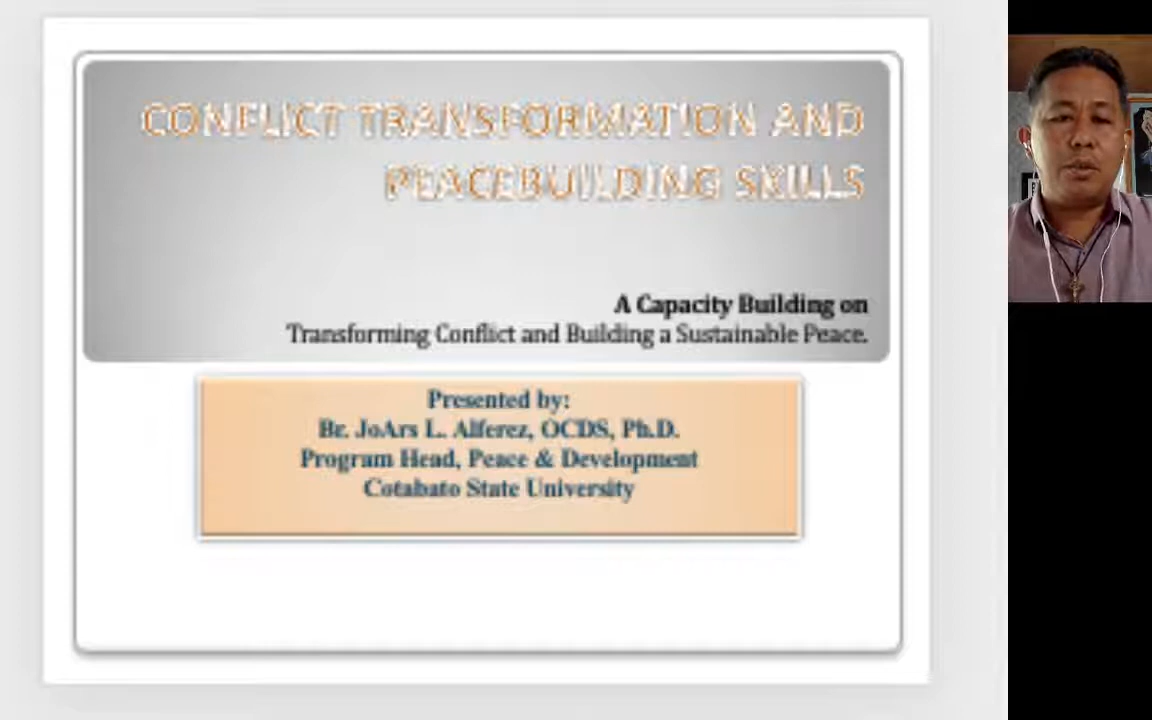 CONFLICT TRANSFORMATION AND
PEACEBUILDING SKILLS
A Capacity Building on
Transforming Conflict and Building a Sustainable Peace.
Presented by:
Br. JoArs L. Alferez, OCDS, Ph.D.
Program Head, Peace & Development
Cotabato State University